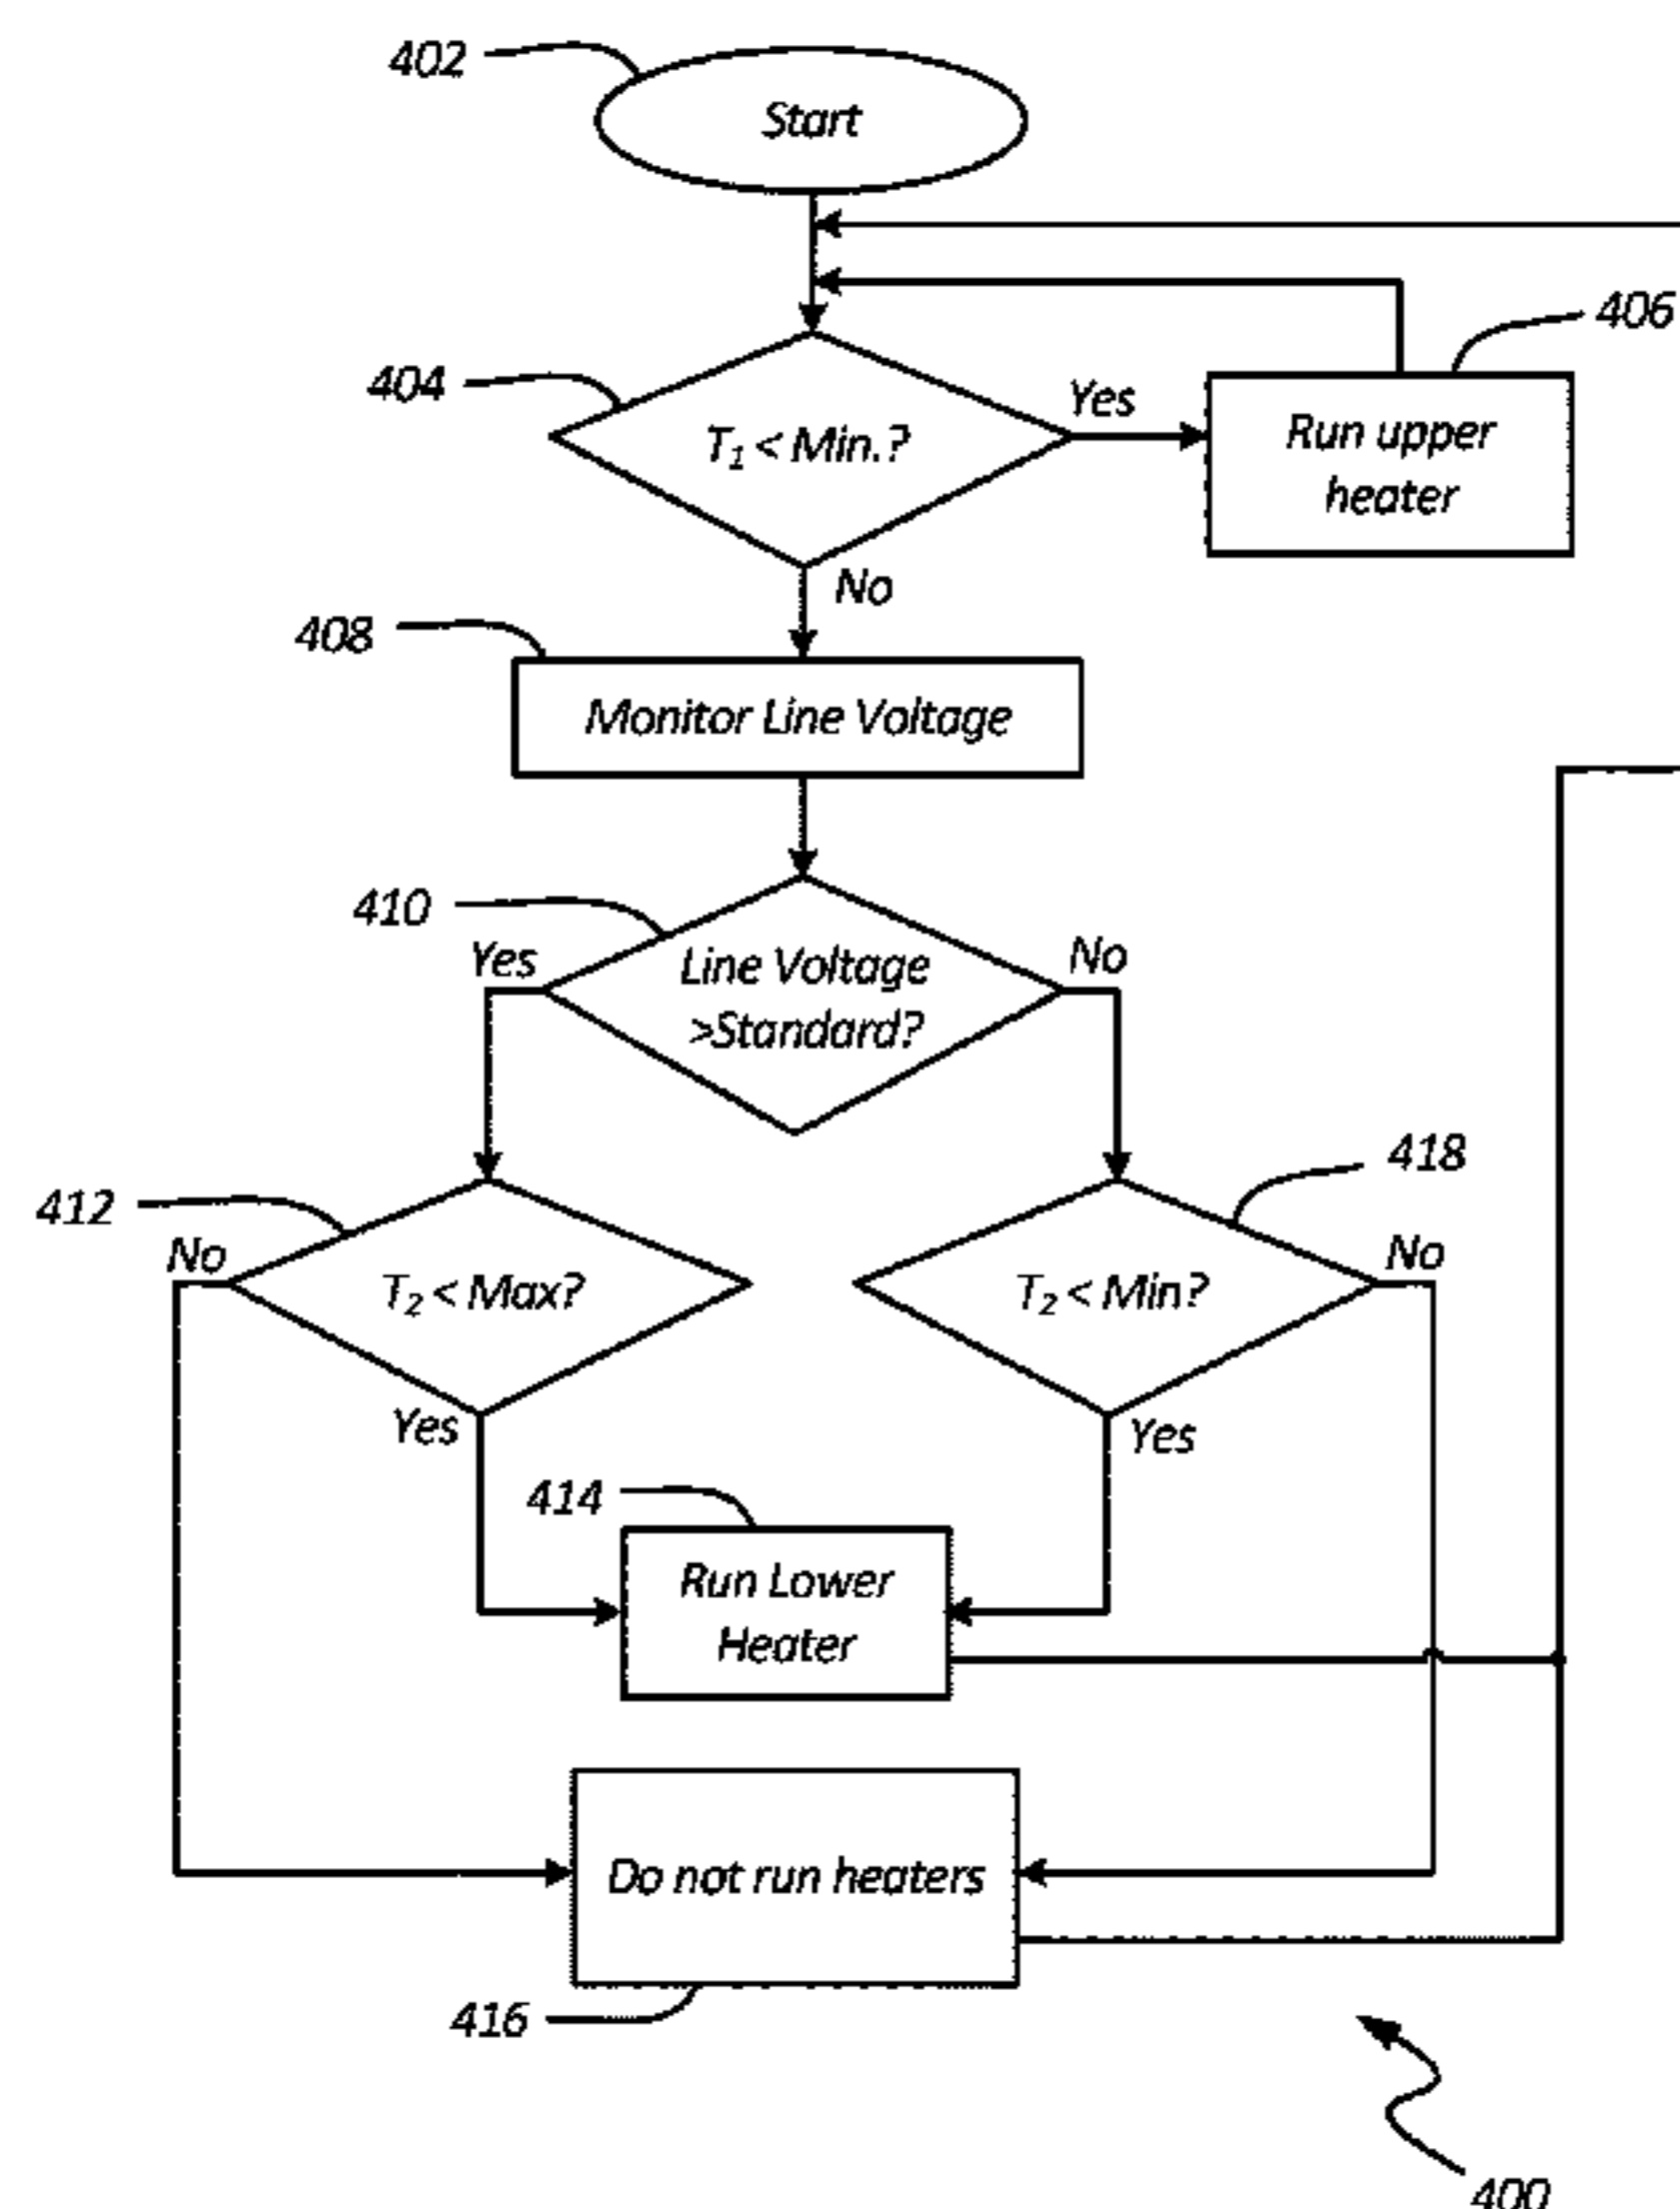 402
Start
406
404
T₁ < Min.?
Yes
Run upper
heater
No
408
Monitor Line Voltage
410
Yes
Line Voltage
>Standard?
No
418
412
No
T₂ < Max?
T₂ < Min?
No
Yes
Yes
414
Run Lower
Heater
Do not run heaters
416
400